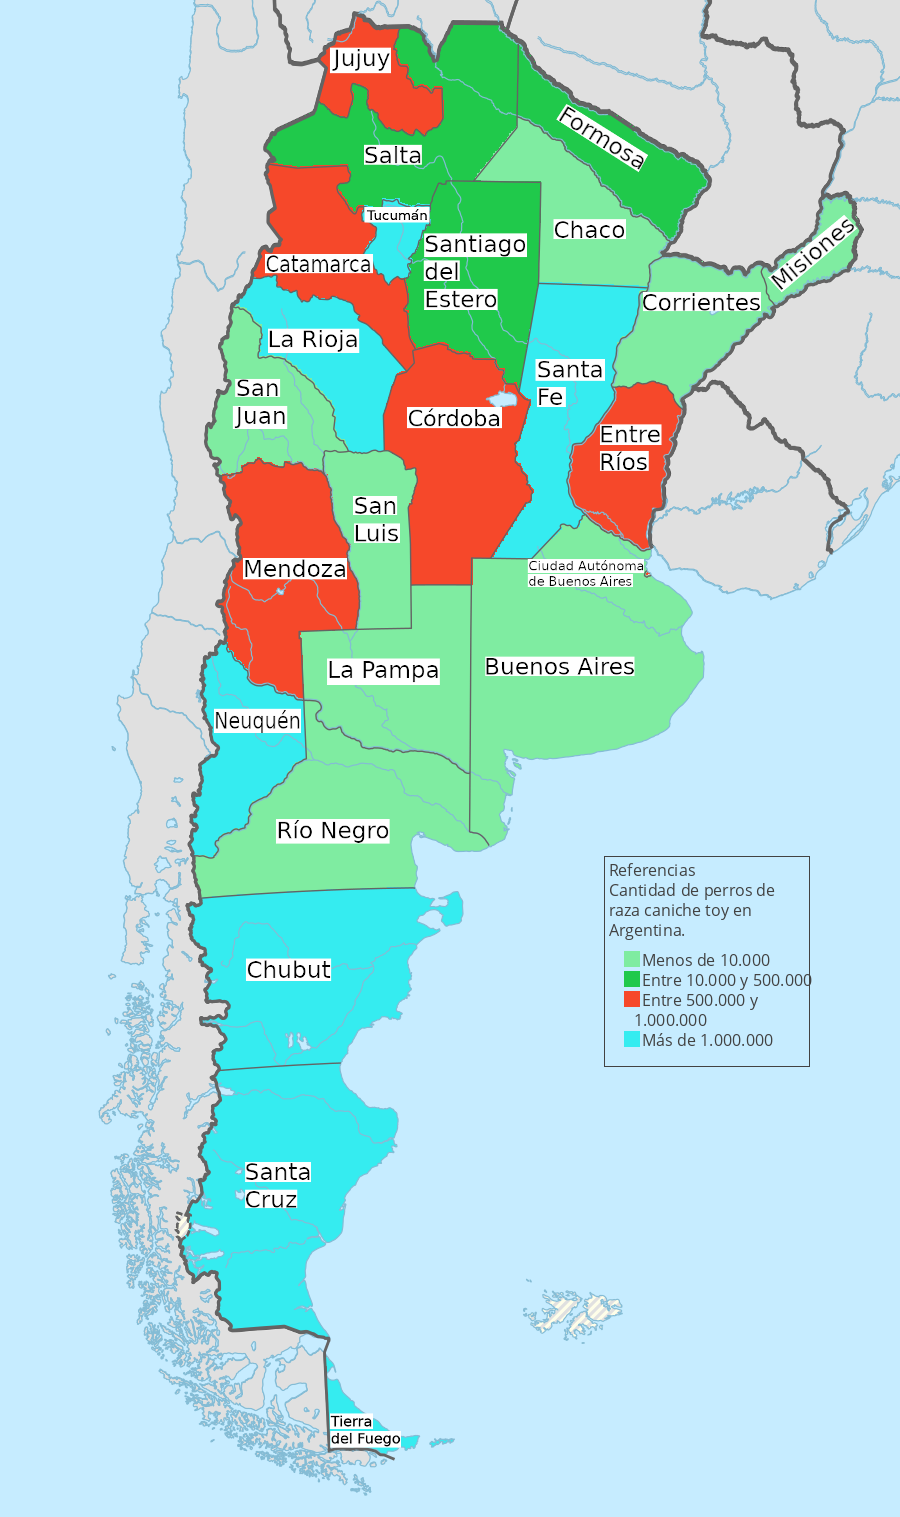 Jujuy
Formosa
Salta
Tucumán
Chaco
Misiones
Santiago
del
Estero
Catamarca
Corrientes
La Rioja
Santa
Fe
San
Juan
Córdoba
Entre
Ríos
San
Luis
Mendoza
Ciudad Autónoma
de Buenos Aires
La Pampa
Buenos Aires
Neuquén
Río Negro
Referencias
Cantidad de perros de
raza caniche toy en
Argentina.
Menos de 10.000
Entre 10.000 y 500.000
Entre 500.000 y
1.000.000
Más de 1.000.000
Chubut
Santa
Cruz
Tierra
del Fuego